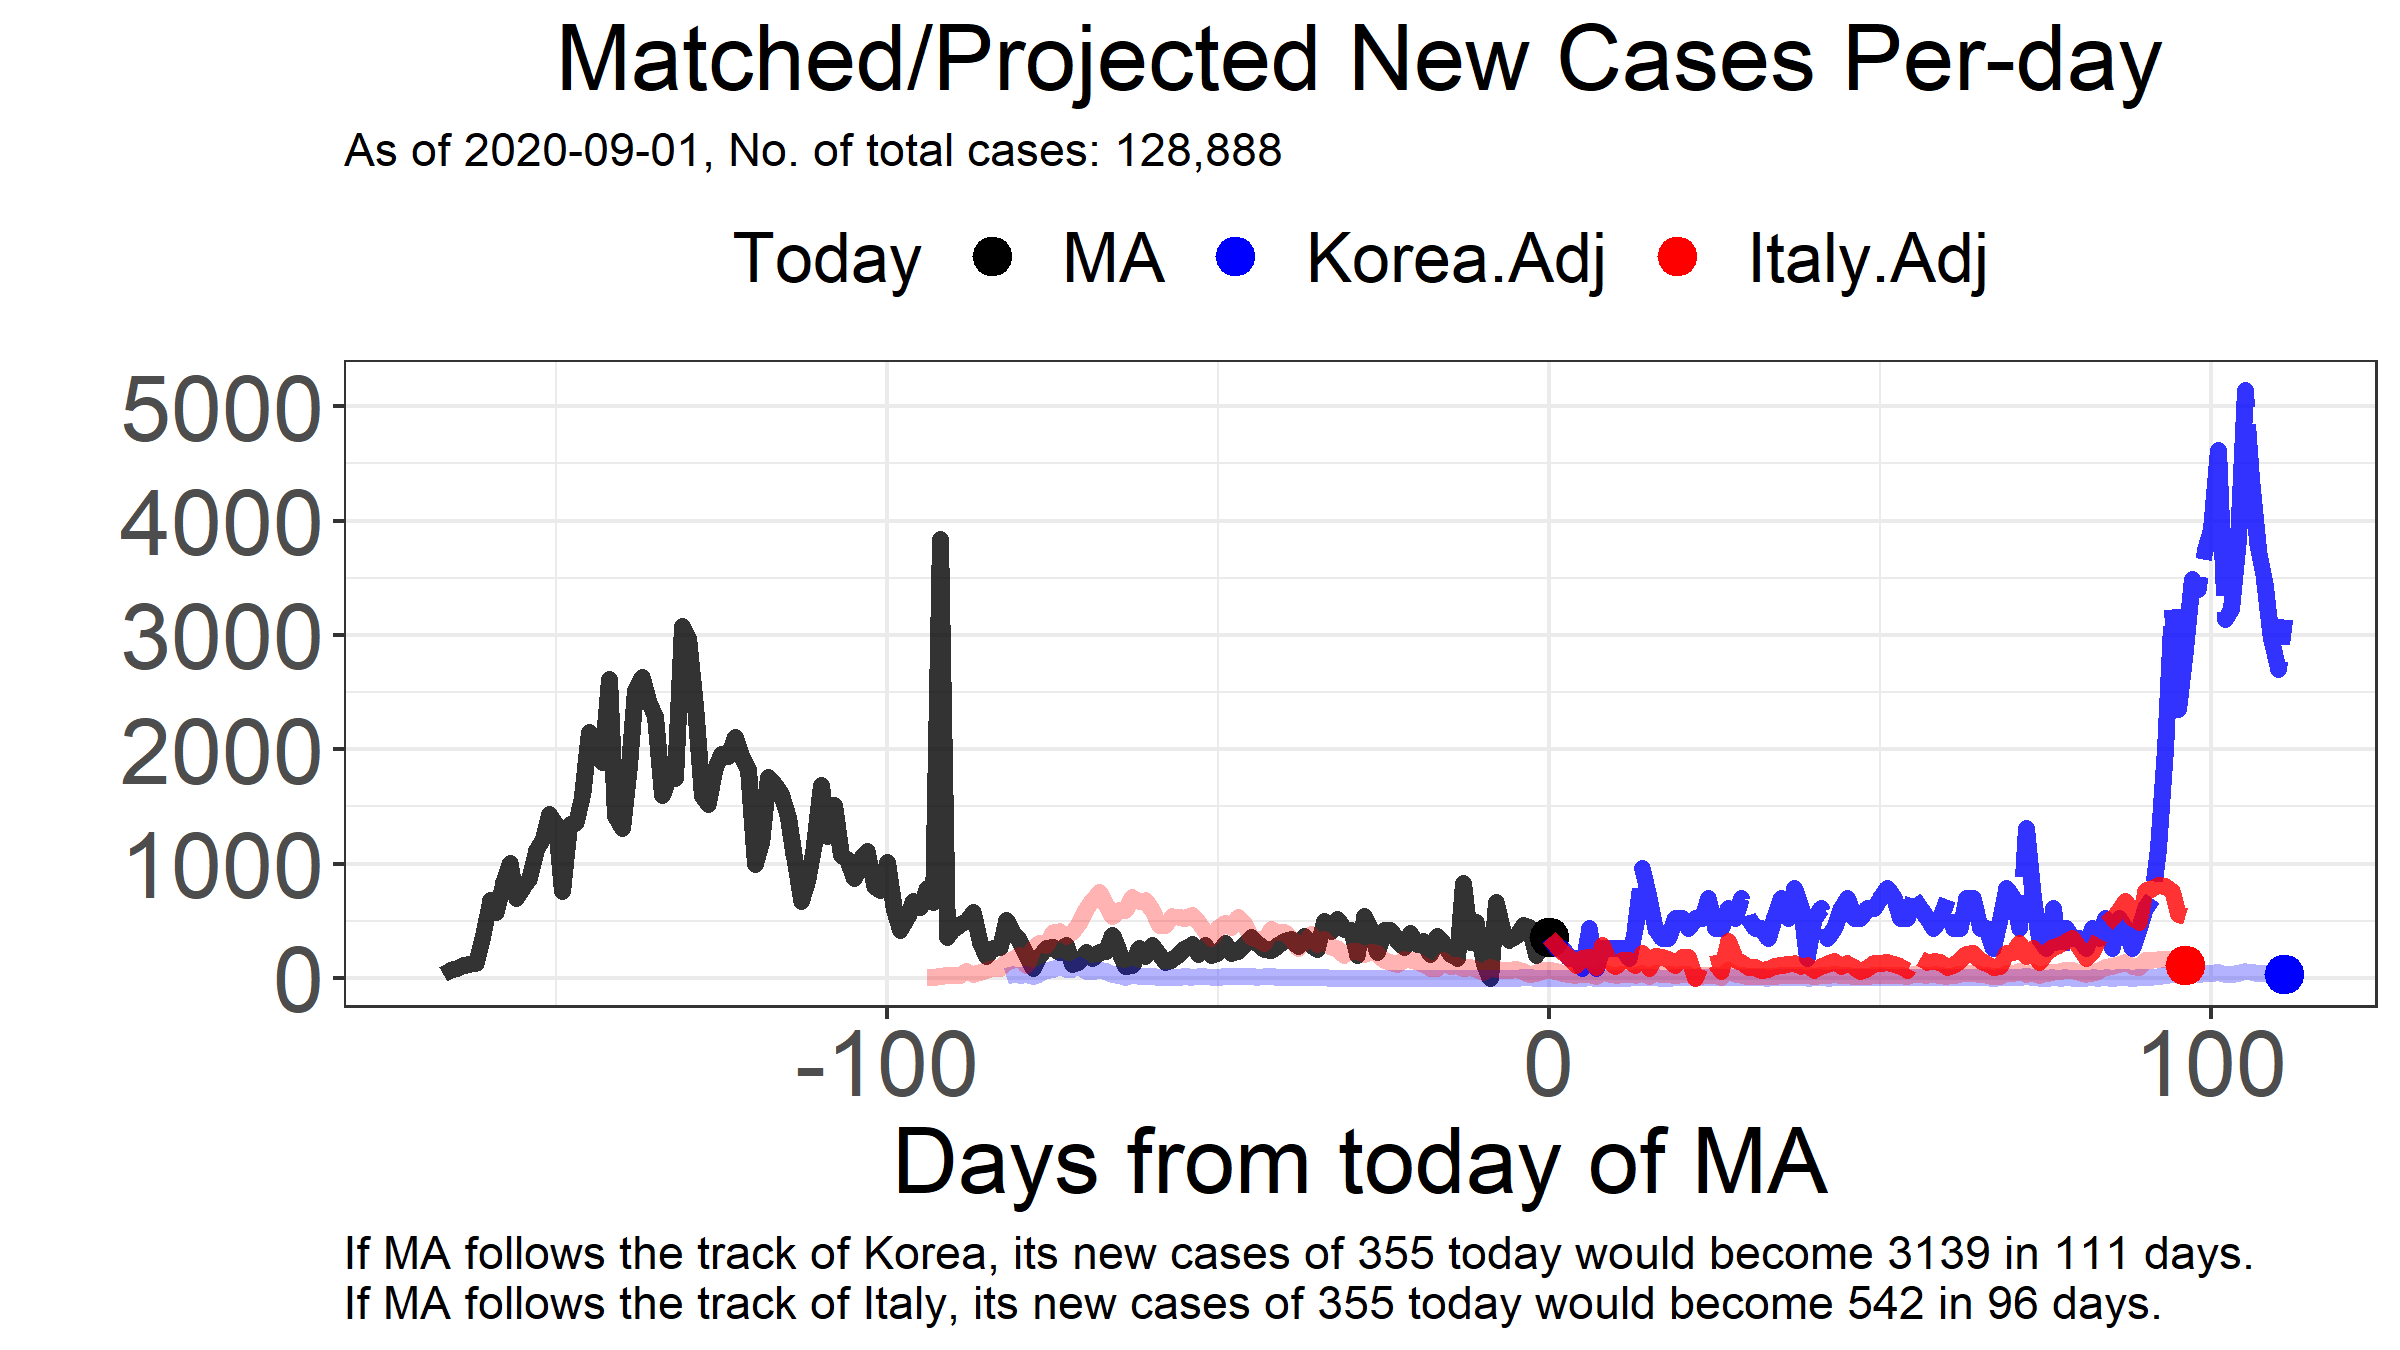 Matched/Projected New Cases Per-day
As of 2020-09-01, No. of total cases: 128,888
Today MA Korea.Adj Italy.Adj
5000
4000
3000
2000
1000
0
-100 0 100
Days from today of MA
If MA follows the track of Korea, its new cases of 355 today would become 3139 in 111 days.
If MA follows the track of Italy, its new cases of 355 today would become 542 in 96 days.